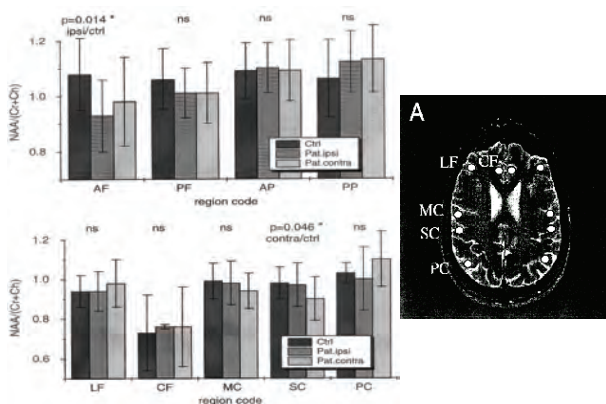 p=0.014 *
ipsi/ctrl
ns
ns
ns
NAA/(Cr+Ch)
1.2
1.0
0.8
Ctrl
Pat.ipsi
Pat.contra
AF PF AP PP
region code
ns
ns
ns
p=0.046 *
contra/ctrl
ns
NAA/(Cr+Ch)
1.2
1.0
0.8
0.6
Ctrl
Pat.ipsi
Pat.contra
LF CF MC SC PC
region code
A
LF CF
MC
SC
PC